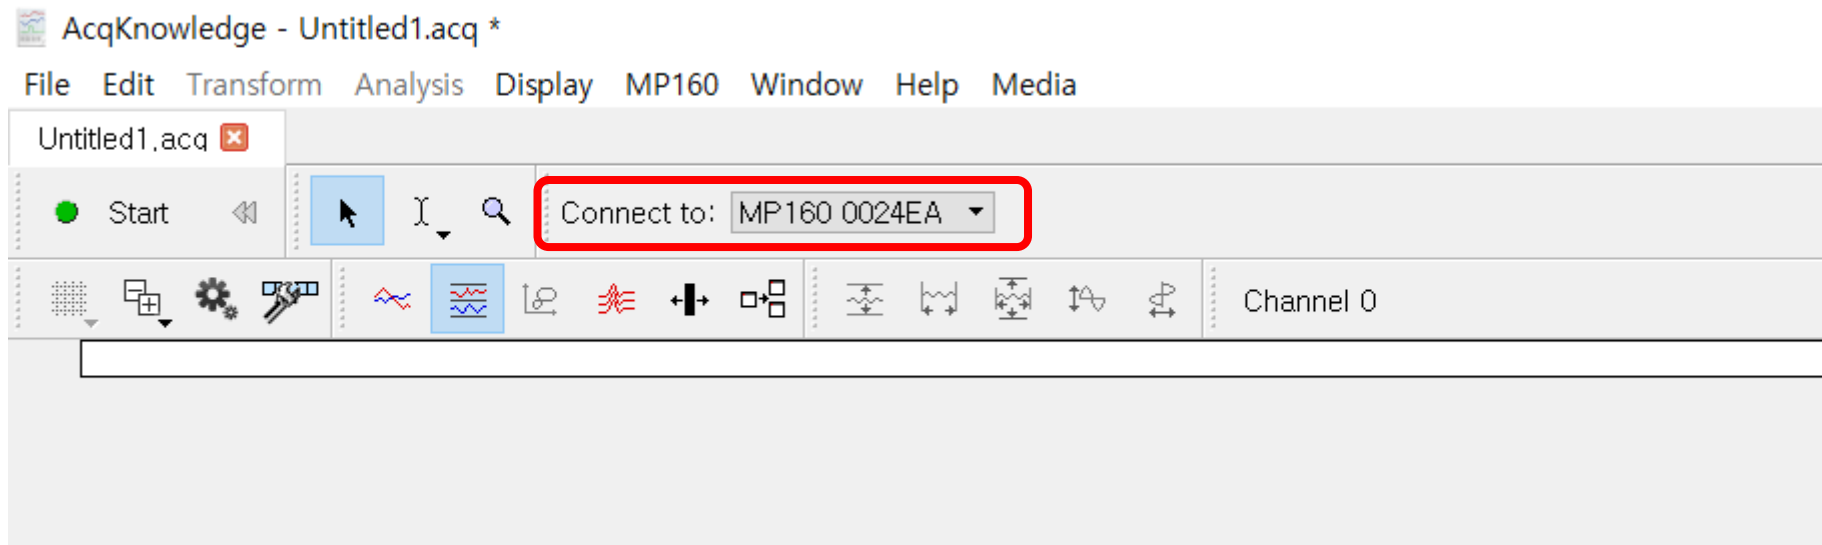 AcqKnowledge - Untitled1.acq *
File Edit Transform Analysis Display MP160 Window Help Media
Untitled1.acq
Start Connect to: MP160 0024EA
Channel 0